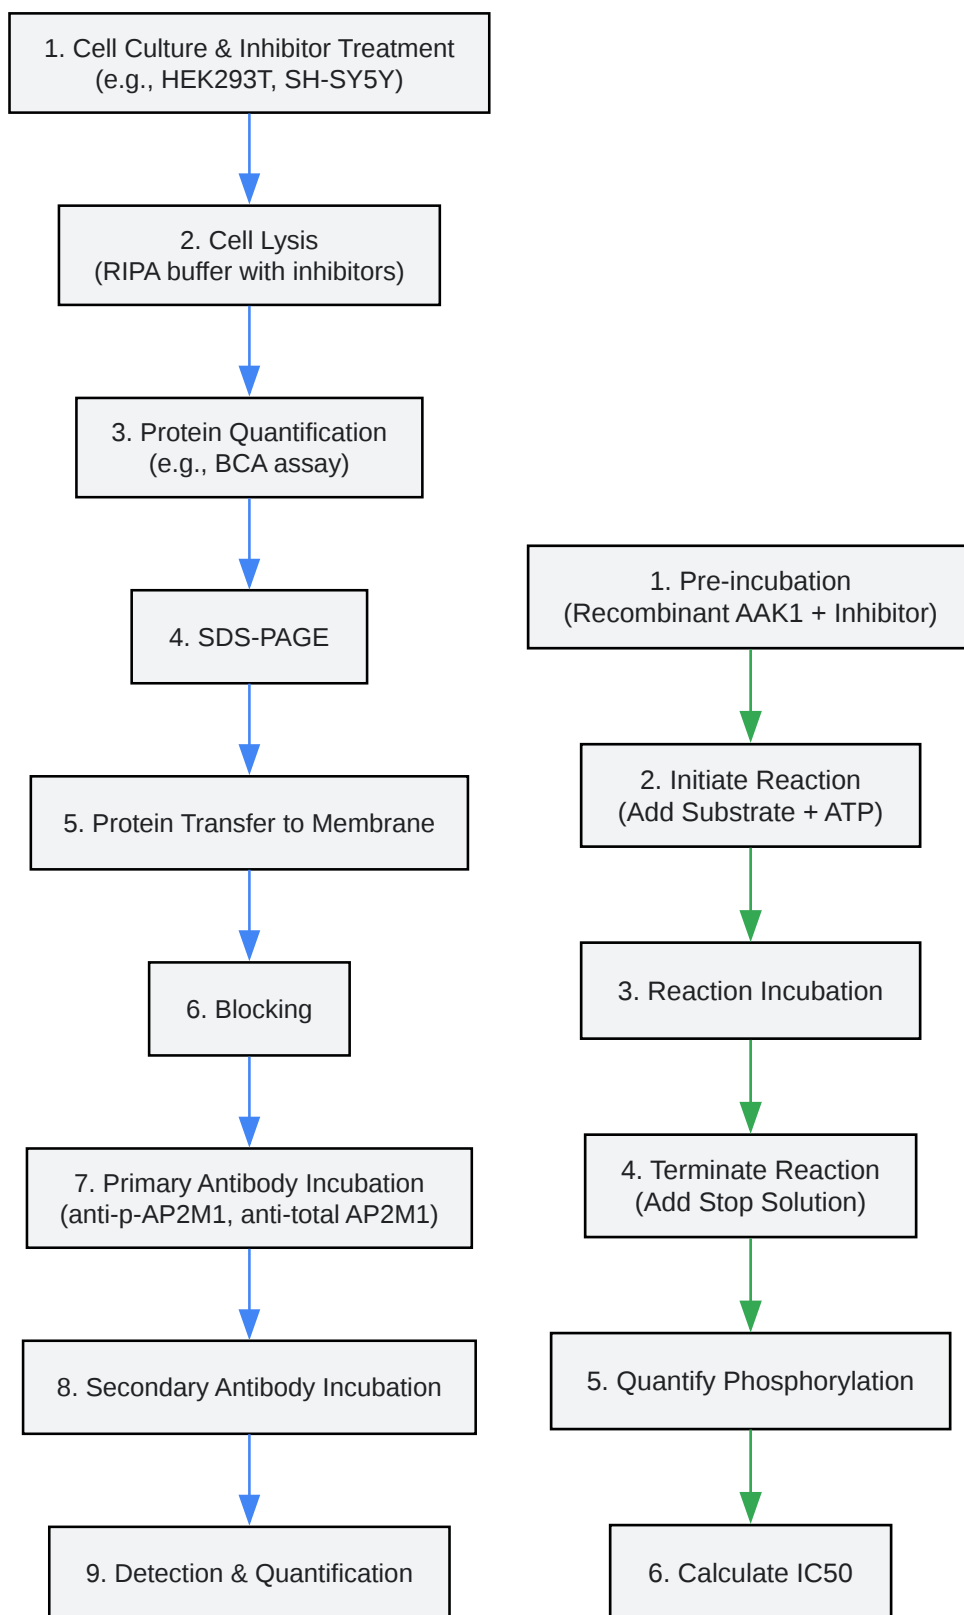 1. Cell Culture & Inhibitor Treatment
(e.g., HEK293T, SH-SY5Y)
2. Cell Lysis
(RIPA buffer with inhibitors)
3. Protein Quantification
(e.g., BCA assay)
4. SDS-PAGE
5. Protein Transfer to Membrane
6. Blocking
7. Primary Antibody Incubation
(anti-p-AP2M1, anti-total AP2M1)
8. Secondary Antibody Incubation
9. Detection & Quantification
1. Pre-incubation
(Recombinant AAK1 + Inhibitor)
2. Initiate Reaction
(Add Substrate + ATP)
3. Reaction Incubation
4. Terminate Reaction
(Add Stop Solution)
5. Quantify Phosphorylation
6. Calculate IC50